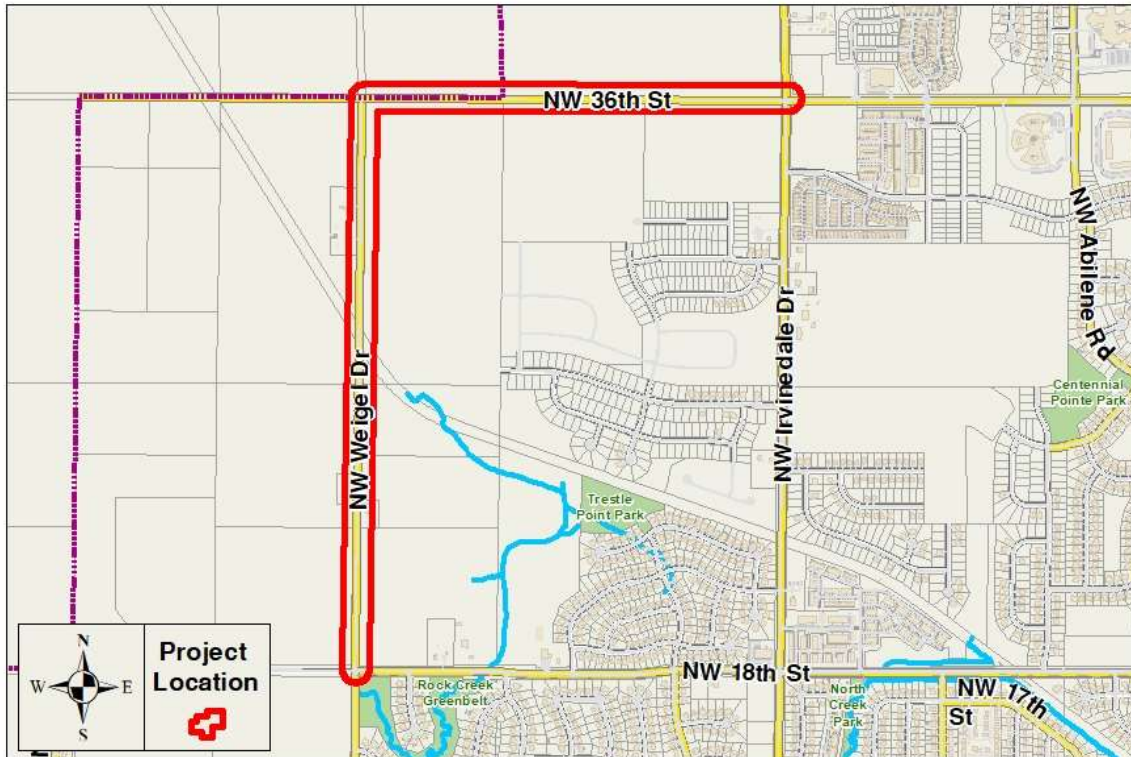 NW 36th St
NW Abilene Rd
NW Irvinedale Dr
NW Weigel Dr
Centennial
Pointe Park
Trestle
Point Park
NW 18th St
Rock Creek
Greenbelt
North
Creek
Park
NW 17th
St
N
W
E
S
Project
Location